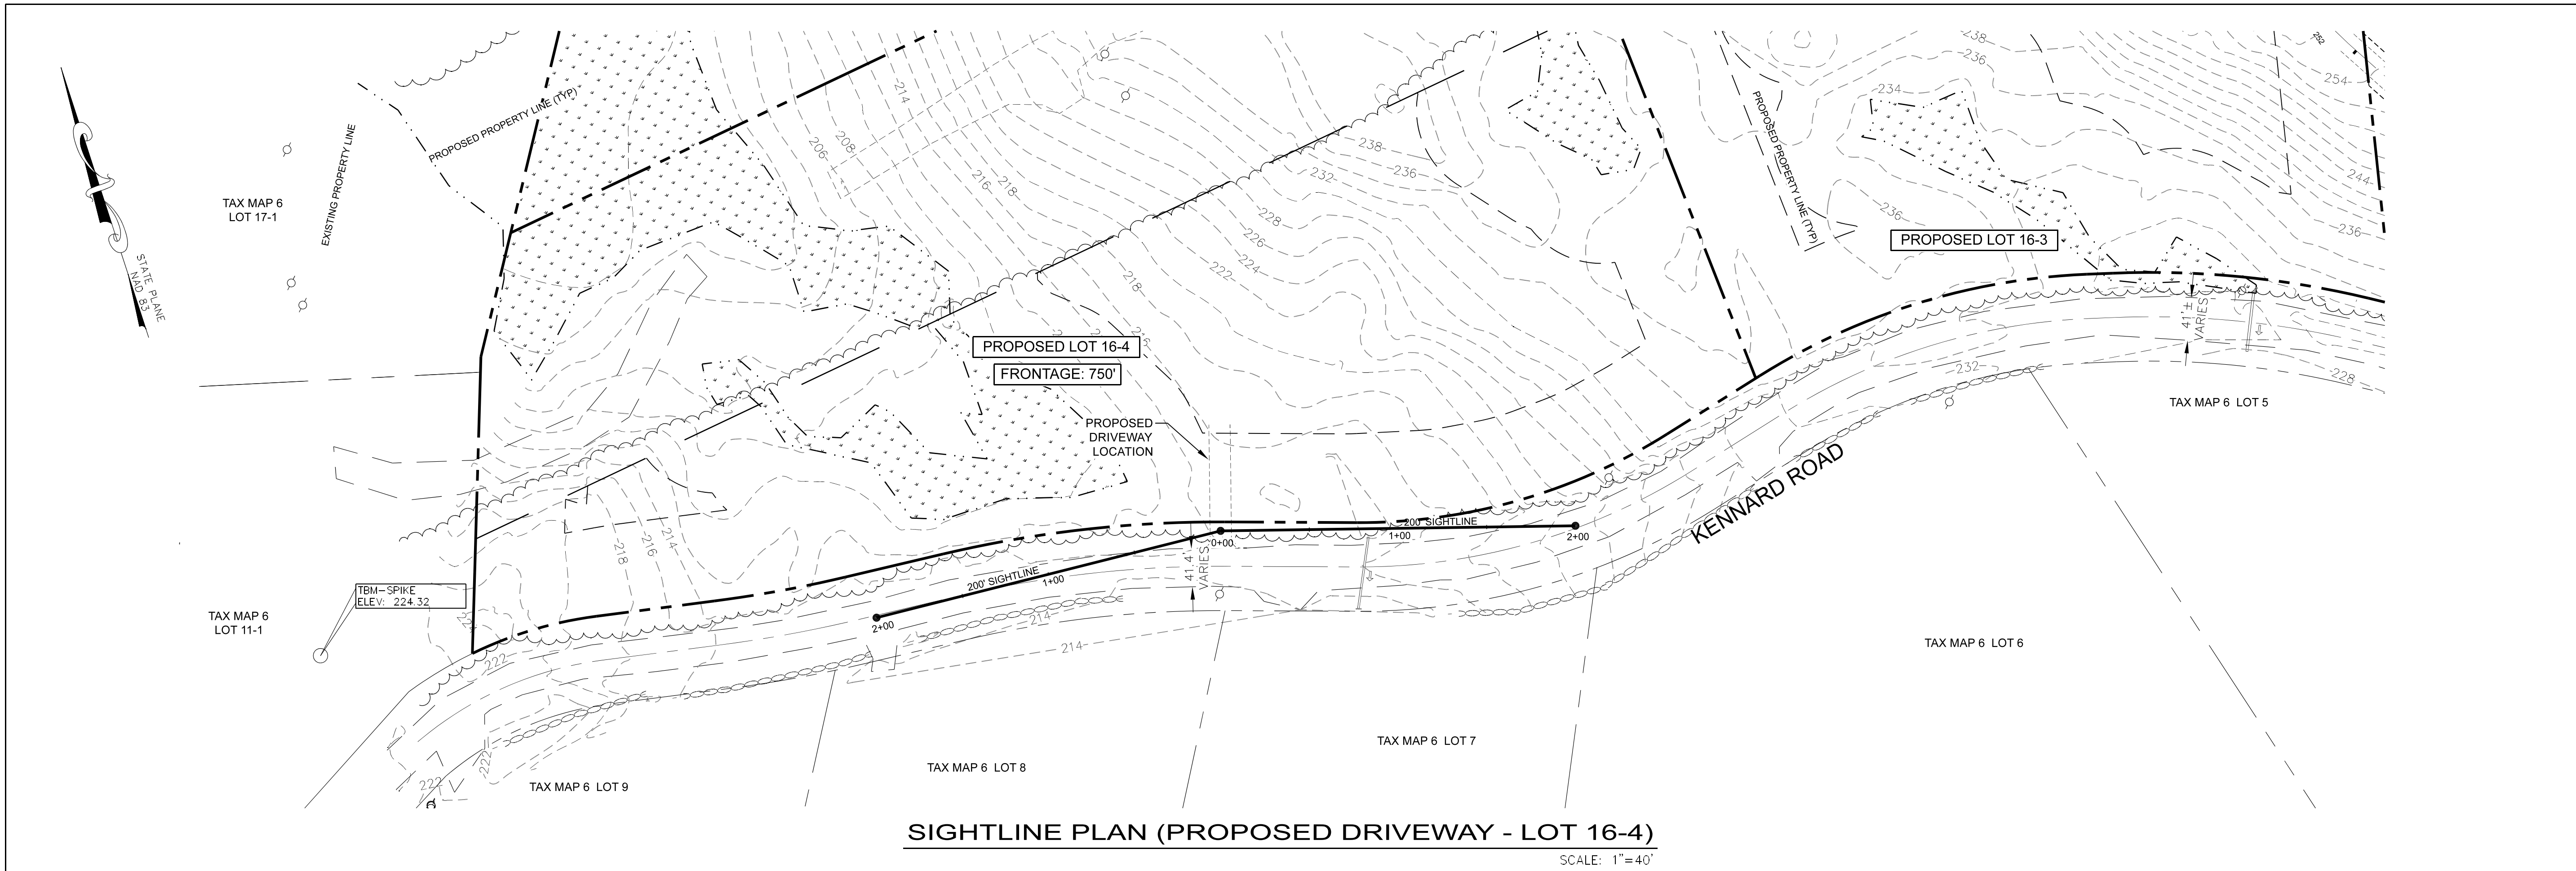 252
238
236
254
234
PROPOSED PROPERTY LINE (TYP)
EXISTING PROPERTY LINE
TAX MAP 6
LOT 17-1
STATE PLANE
NAD 83
214
208
206
216
218
238
236
232
228
226
224
222
218
PROPOSED PROPERTY LINE (TYP)
244
236
236
PROPOSED LOT 16-3
41'±
VARIES
PROPOSED LOT 16-4
FRONTAGE: 750'
232
228
TAX MAP 6 LOT 5
PROPOSED
DRIVEWAY
LOCATION
KENNARD ROAD
218
216
214
200' SIGHTLINE
0+00
1+00
2+00
41.4'
VARIES
200' SIGHTLINE
1+00
2+00
TBM-SPIKE
ELEV: 224.32
TAX MAP 6
LOT 11-1
214
214
222
222
222
TAX MAP 6 LOT 6
TAX MAP 6 LOT 7
TAX MAP 6 LOT 8
TAX MAP 6 LOT 9
SIGHTLINE PLAN (PROPOSED DRIVEWAY - LOT 16-4)
SCALE: 1"=40'